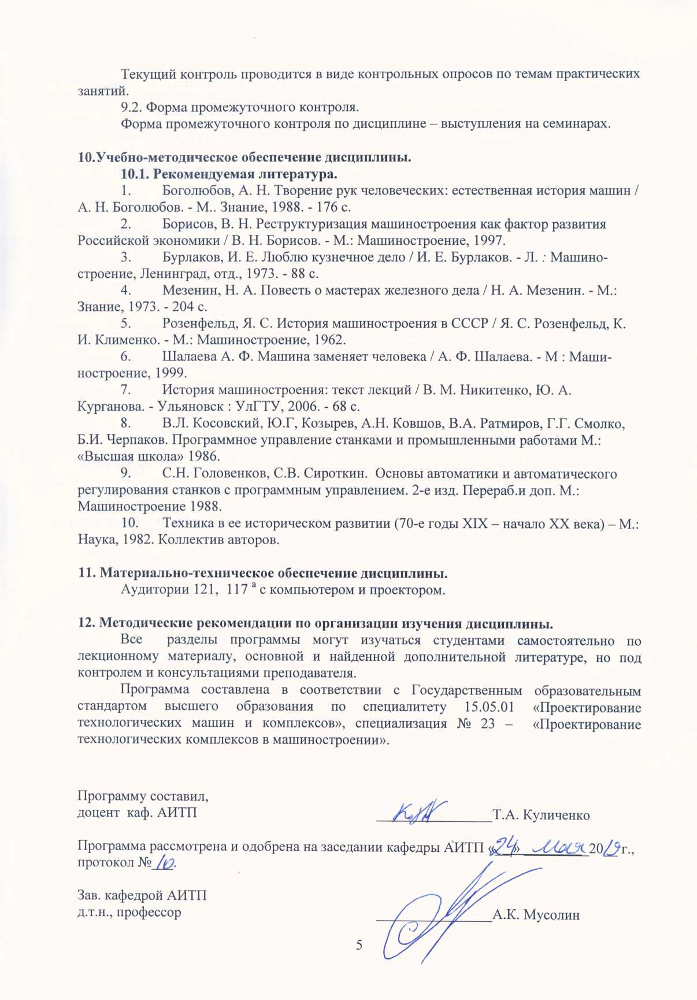 Текущий контроль проводится в виде контрольных опросов по темам практических
занятий.
9.2. Форма промежуточного контроля.
Форма промежуточного контроля по дисциплине – выступления на семинарах.
10.Учебно-методическое обеспечение дисциплины.
10.1. Рекомендуемая литература.
1. Боголюбов, А. Н. Творение рук человеческих: естественная история машин /
А. Н. Боголюбов. - М.. Знание, 1988. - 176 с.
2. Борисов, В. Н. Реструктуризация машиностроения как фактор развития
Российской экономики / В. Н. Борисов. - М.: Машиностроение, 1997.
3. Бурлаков, И. Е. Люблю кузнечное дело / И. Е. Бурлаков. - Л. : Машино-
строение, Ленинград, отд., 1973. - 88 с.
4. Мезенин, Н. А. Повесть о мастерах железного дела / Н. А. Мезенин. - М.:
Знание, 1973. - 204 с.
5. Розенфельд, Я. С. История машиностроения в СССР / Я. С. Розенфельд, К.
И. Клименко. - М.: Машиностроение, 1962.
6. Шалаева А. Ф. Машина заменяет человека / А. Ф. Шалаева. - М : Маши-
ностроение, 1999.
7. История машиностроения: текст лекций / В. М. Никитенко, Ю. А.
Курганова. - Ульяновск : УлГТУ, 2006. - 68 с.
8. В.Л. Косовский, Ю.Г, Козырев, А.Н. Ковшов, В.А. Ратмиров, Г.Г. Смолко,
Б.И. Черпаков. Программное управление станками и промышленными работами М.:
«Высшая школа» 1986.
9. С.Н. Головенков, С.В. Сироткин. Основы автоматики и автоматического
регулирования станков с программным управлением. 2-е изд. Перераб.и доп. М.:
Машиностроение 1988.
10. Техника в ее историческом развитии (70-е годы XIX – начало XX века) – М.:
Наука, 1982. Коллектив авторов.
11. Материально-техническое обеспечение дисциплины.
Аудитории 121, 117 а с компьютером и проектором.
12. Методические рекомендации по организации изучения дисциплины.
Все разделы программы могут изучаться студентами самостоятельно по
лекционному материалу, основной и найденной дополнительной литературе, но под
контролем и консультациями преподавателя.
Программа составлена в соответствии с Государственным образовательным
стандартом высшего образования по специалитету 15.05.01 «Проектирование
технологических машин и комплексов», специализация № 23 – «Проектирование
технологических комплексов в машиностроении».
Программу составил,
доцент каф. АИТП Т.А. Куличенко
Программа рассмотрена и одобрена на заседании кафедры АИТП «24» мая 2019 г.,
протокол № 10.
Зав. кафедрой АИТП
д.т.н., профессор А.К. Мусолин
5